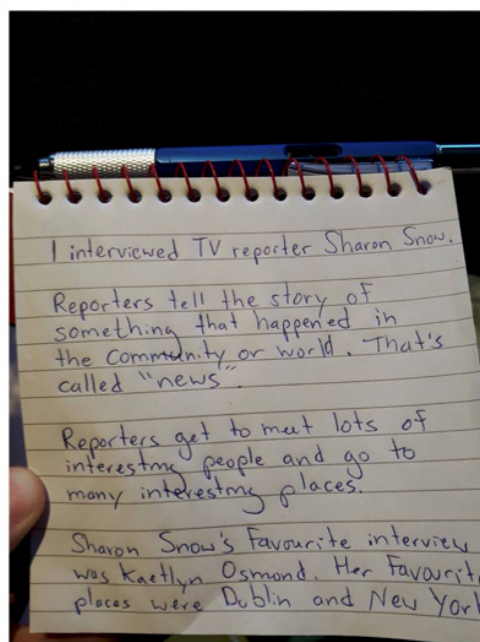 I interviewed TV reporter Sharon Snow.
Reporters tell the story of
something that happened in
the community or world. That's
called "news".
Reporters get to meet lots of
interesting people and go to
many interesting places.
Sharon Snow's Favourite interview
was Kaetlyn Osmond. Her Favourit
places were Dublin and New York